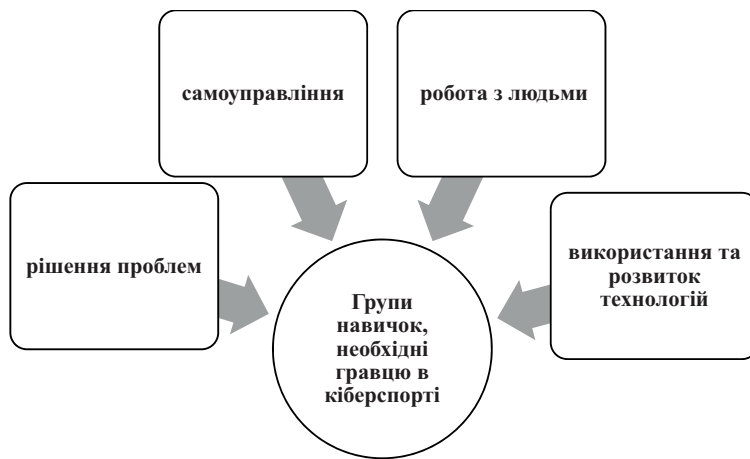 самоуправління
робота з людьми
рішення проблем
використання та
розвиток
технологій
Групи
навичок,
необхідні
гравцю в
кіберспорті